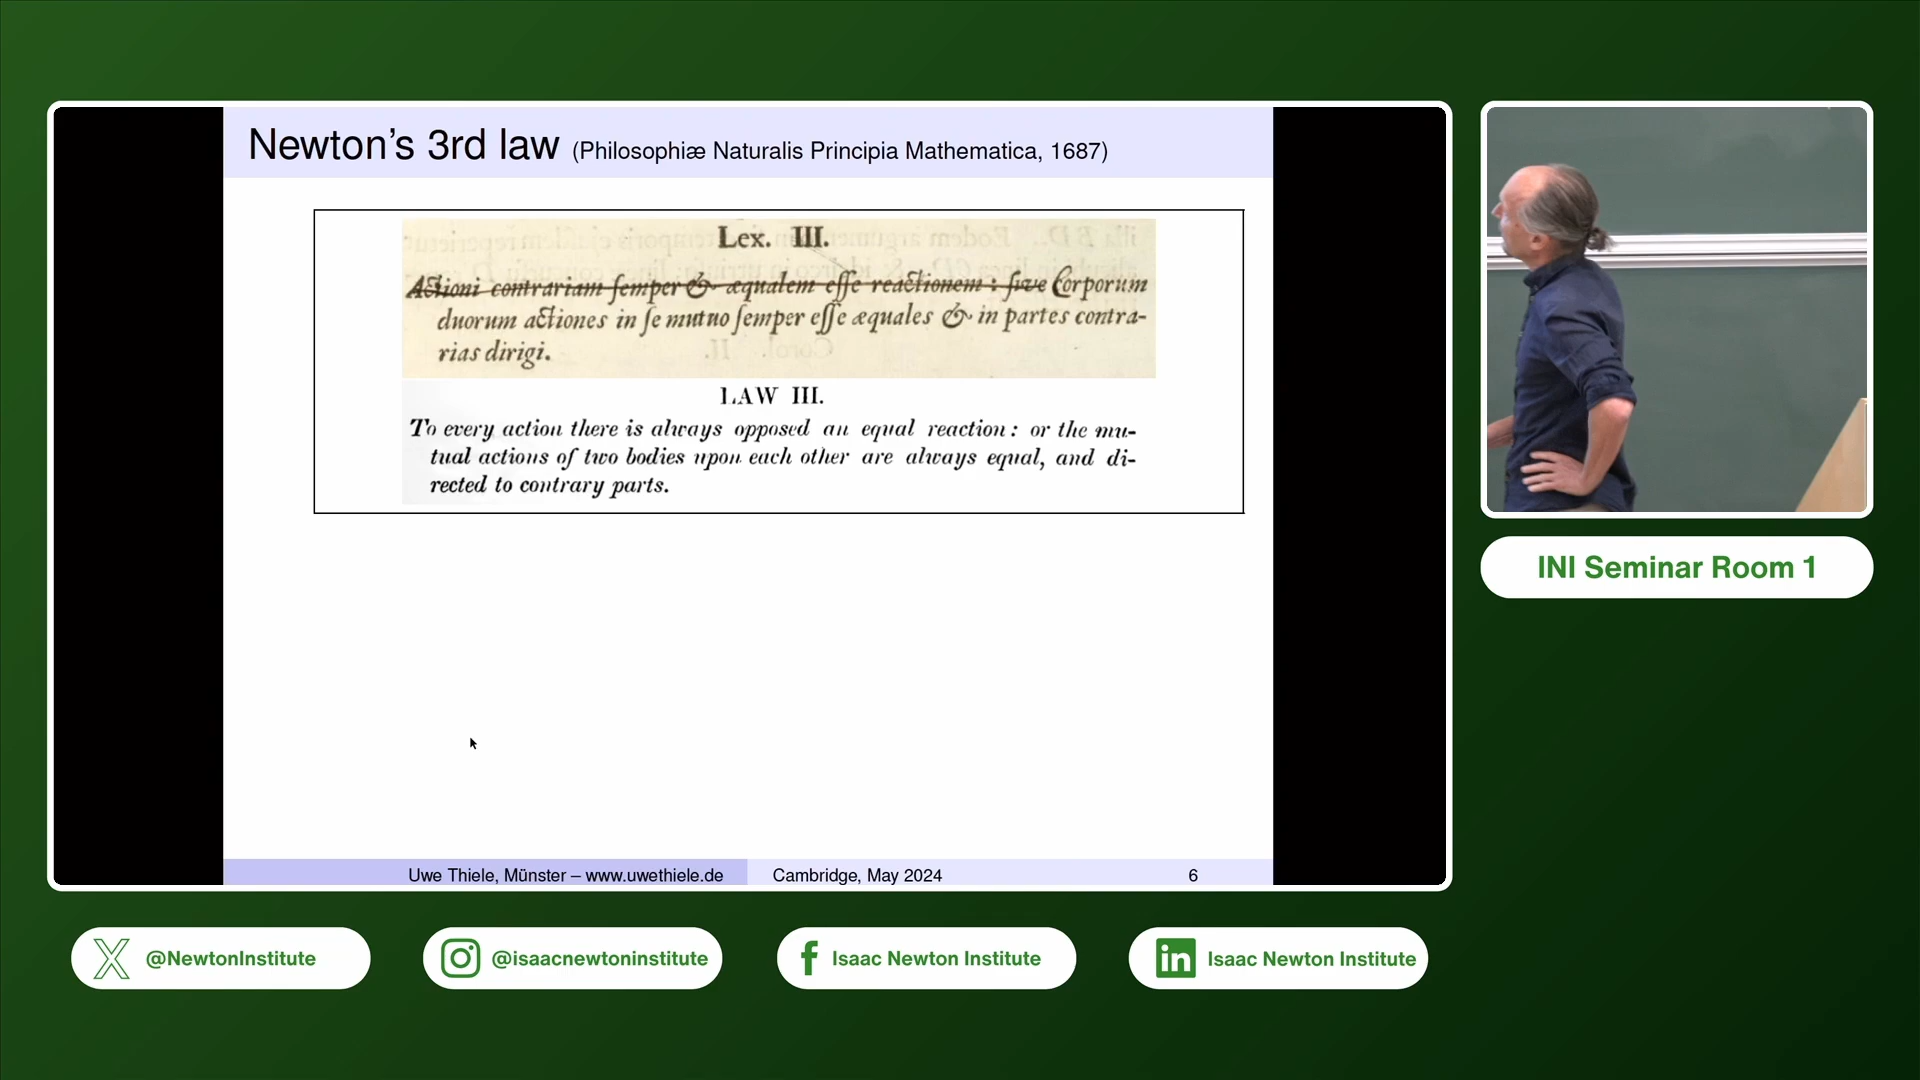 Newton's 3rd law (Philosophiæ Naturalis Principia Mathematica, 1687)
Lex. III.
Actioni contrariam ſemper & æqualem eſſe reactionem : ſive Corporum
duorum actiones in ſe mutuo ſemper eſſe æquales & in partes contra-
rias dirigi.
LAW III.
To every action there is always opposed an equal reaction: or the mu-
tual actions of two bodies upon each other are always equal, and di-
rected to contrary parts.
Uwe Thiele, Münster – www.uwethiele.de Cambridge, May 2024 6
INI Seminar Room 1
@NewtonInstitute
@isaacnewtoninstitute
Isaac Newton Institute
Isaac Newton Institute